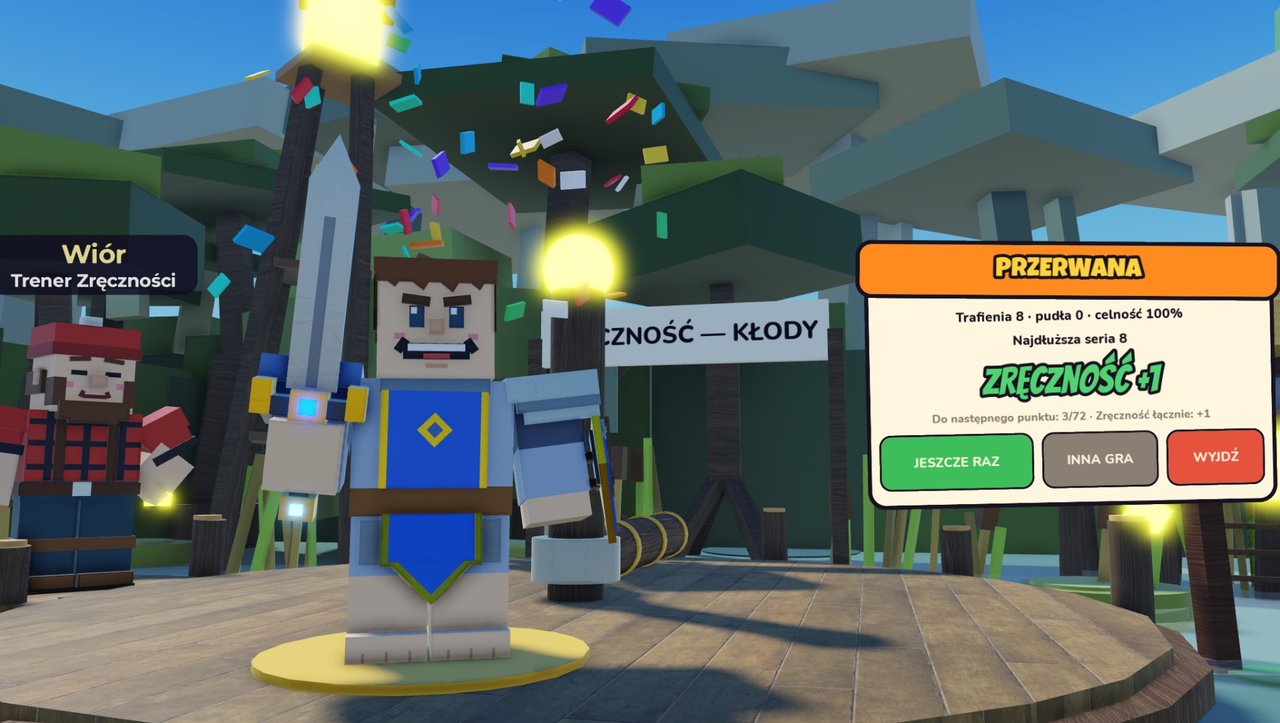 Wiór
Trener Zręczności
CZNOŚĆ — KŁODY
PRZERWANA
Trafienia 8 · pudła 0 · celność 100%
Najdłuższa seria 8
ZRĘCZNOŚĆ +1
Do następnego punktu: 3/72 · Zręczność łącznie: +1
JESZCZE RAZ
INNA GRA
WYJDŹ